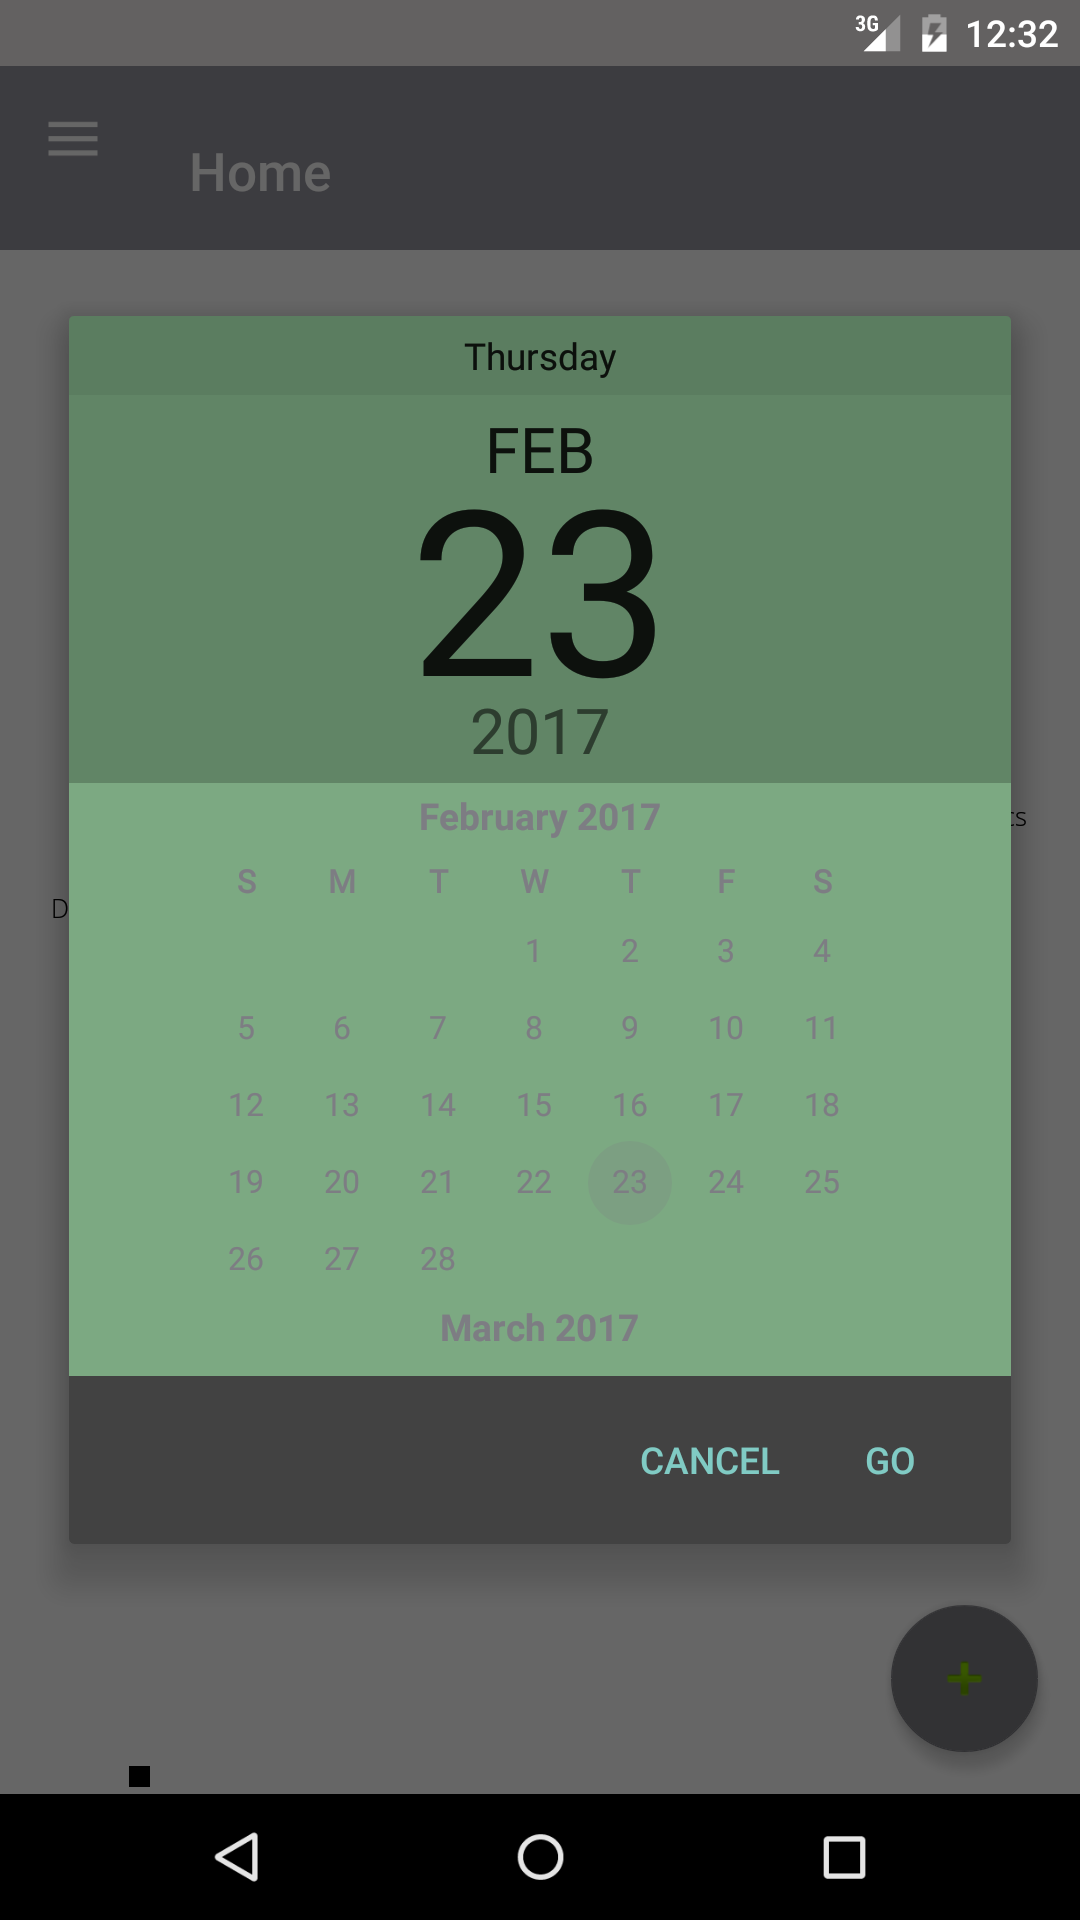 3G 12:32
Home
Thursday
FEB
23
2017
February 2017
S M T W T F S
1 2 3 4
5 6 7 8 9 10 11
12 13 14 15 16 17 18
19 20 21 22 23 24 25
26 27 28
March 2017
CANCEL GO